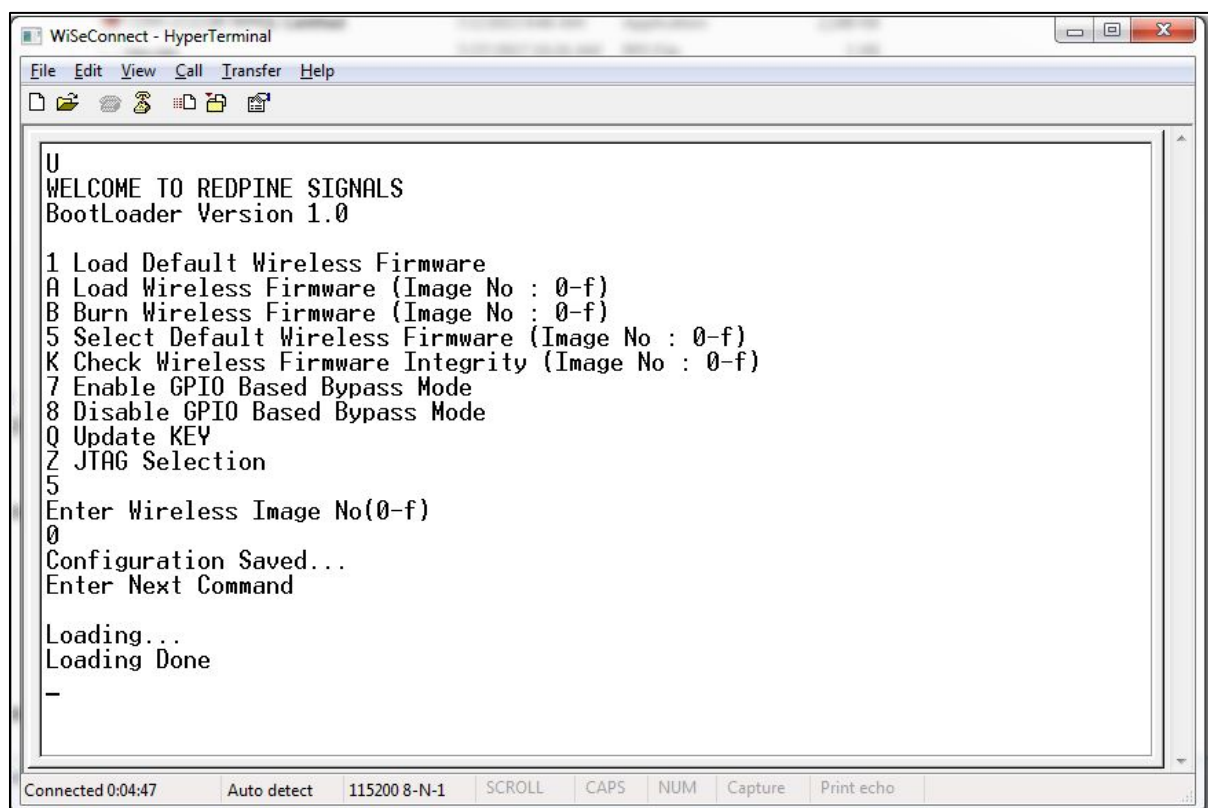 WiSeConnect - HyperTerminal
File Edit View Call Transfer Help
U
WELCOME TO REDPINE SIGNALS
BootLoader Version 1.0
1 Load Default Wireless Firmware
A Load Wireless Firmware (Image No : 0-f)
B Burn Wireless Firmware (Image No : 0-f)
5 Select Default Wireless Firmware (Image No : 0-f)
K Check Wireless Firmware Integrity (Image No : 0-f)
7 Enable GPIO Based Bypass Mode
8 Disable GPIO Based Bypass Mode
Q Update KEY
Z JTAG Selection
5
Enter Wireless Image No(0-f)
0
Configuration Saved...
Enter Next Command
Loading...
Loading Done
Connected 0:04:47 Auto detect 115200 8-N-1 SCROLL CAPS NUM Capture Print echo